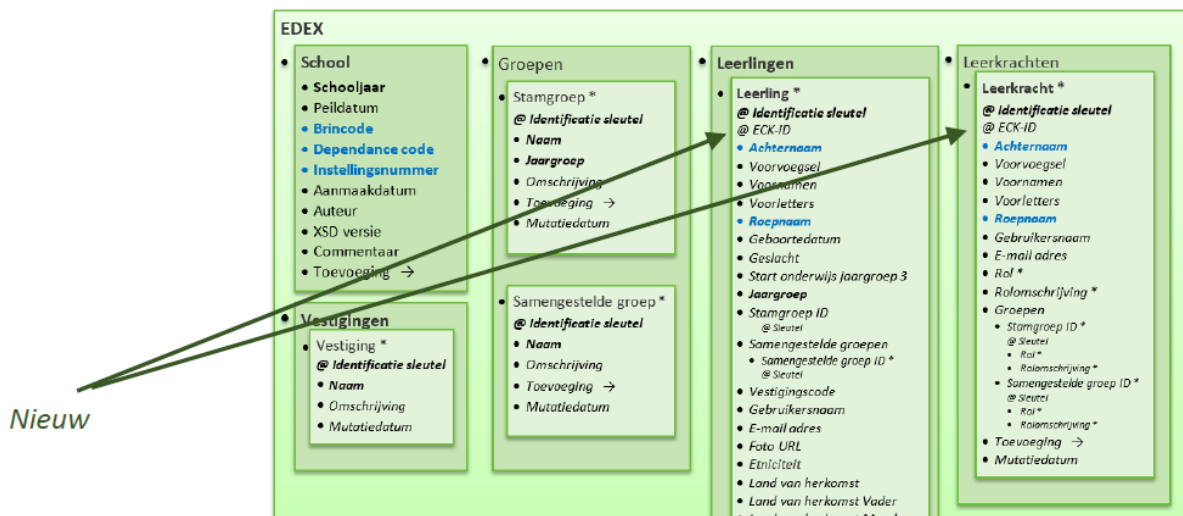 EDEX
School
Schooljaar
Peildatum
Brincode
Dependance code
Instellingsnummer
Aanmaakdatum
Auteur
XSD versie
Commentaar
Toevoeging →
Vestigingen
Vestiging *
@ Identificatie sleutel
Naam
Omschrijving
Mutatiedatum
Groepen
Stamgroep *
@ Identificatie sleutel
Naam
Jaargroep
Omschrijving
Toevoeging →
Mutatiedatum
Samengestelde groep *
@ Identificatie sleutel
Naam
Omschrijving
Toevoeging →
Mutatiedatum
Leerlingen
Leerling *
@ Identificatie sleutel
@ ECK-ID
Achternaam
Voorvoegsel
Voornamen
Voorletters
Roepnaam
Geboortedatum
Geslacht
Start onderwijs jaargroep 3
Jaargroep
Stamgroep ID
@ Sleutel
Samengestelde groepen
Samengestelde groep ID *
@ Sleutel
Vestigingscode
Gebruikersnaam
E-mail adres
Foto URL
Etniciteit
Land van herkomst
Land van herkomst Vader
Leerkrachten
Leerkracht *
@ Identificatie sleutel
@ ECK-ID
Achternaam
Voorvoegsel
Voornamen
Voorletters
Roepnaam
Gebruikersnaam
E-mail adres
Rol *
Rolomschrijving *
Groepen
Stamgroep ID *
@ Sleutel
Rol *
Rolomschrijving *
Samengestelde groep ID *
@ Sleutel
Rol *
Rolomschrijving *
Toevoeging →
Mutatiedatum
Nieuw